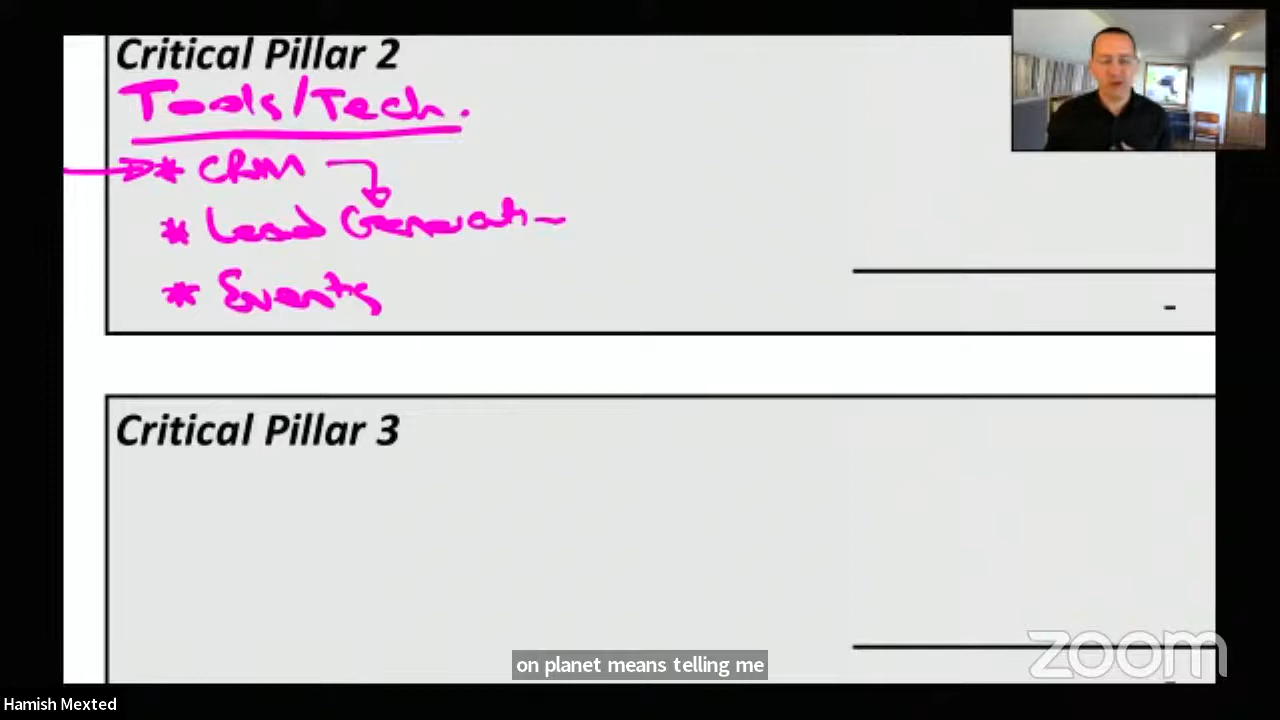 Critical Pillar 2
Tools/Tech.
* CRM
* Lead Generation
* Events
-
Critical Pillar 3
zoom
on planet means telling me
Hamish Mexted